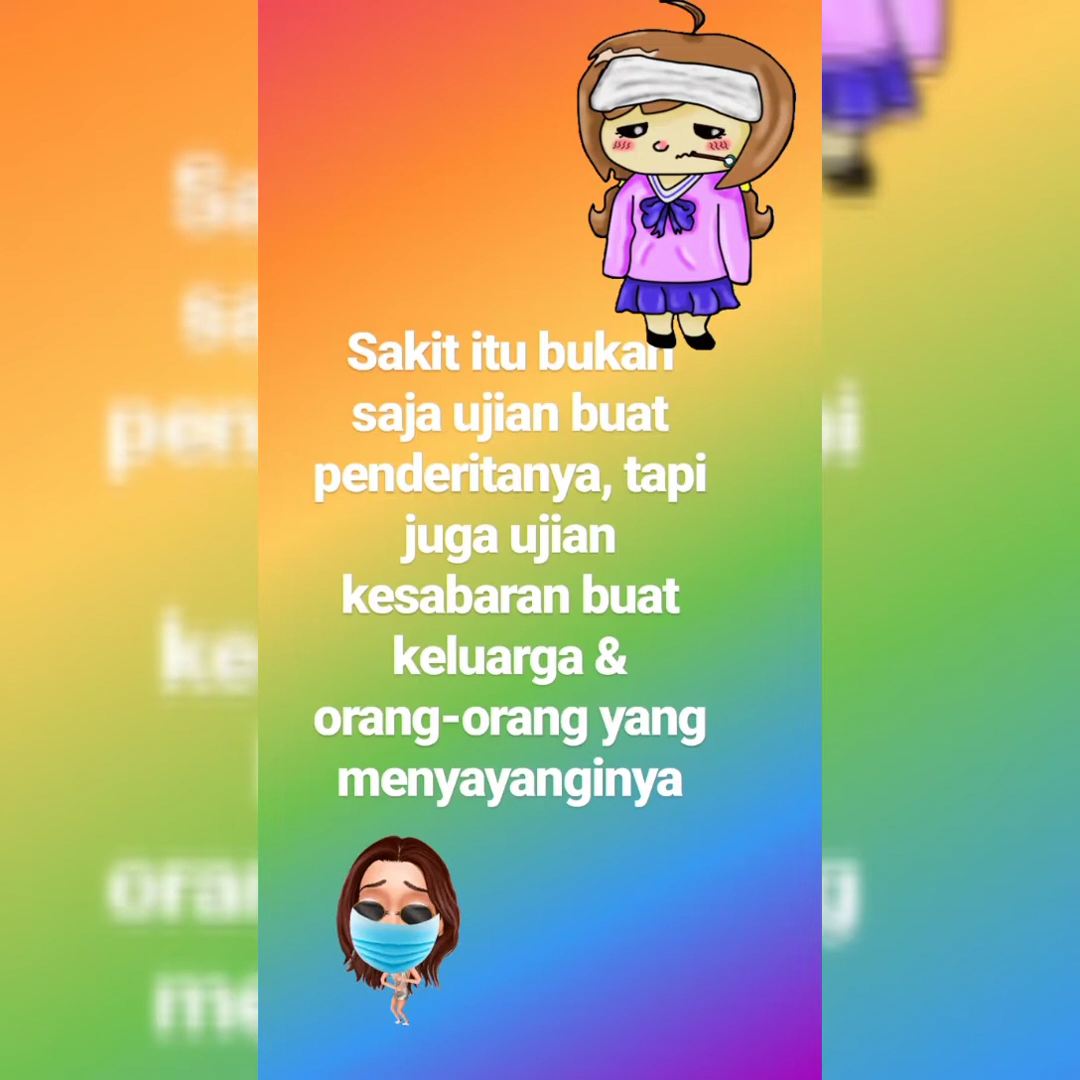 Sakit itu bukan
saja ujian buat
penderitanya, tapi
juga ujian
kesabaran buat
keluarga &
orang-orang yang
menyayanginya